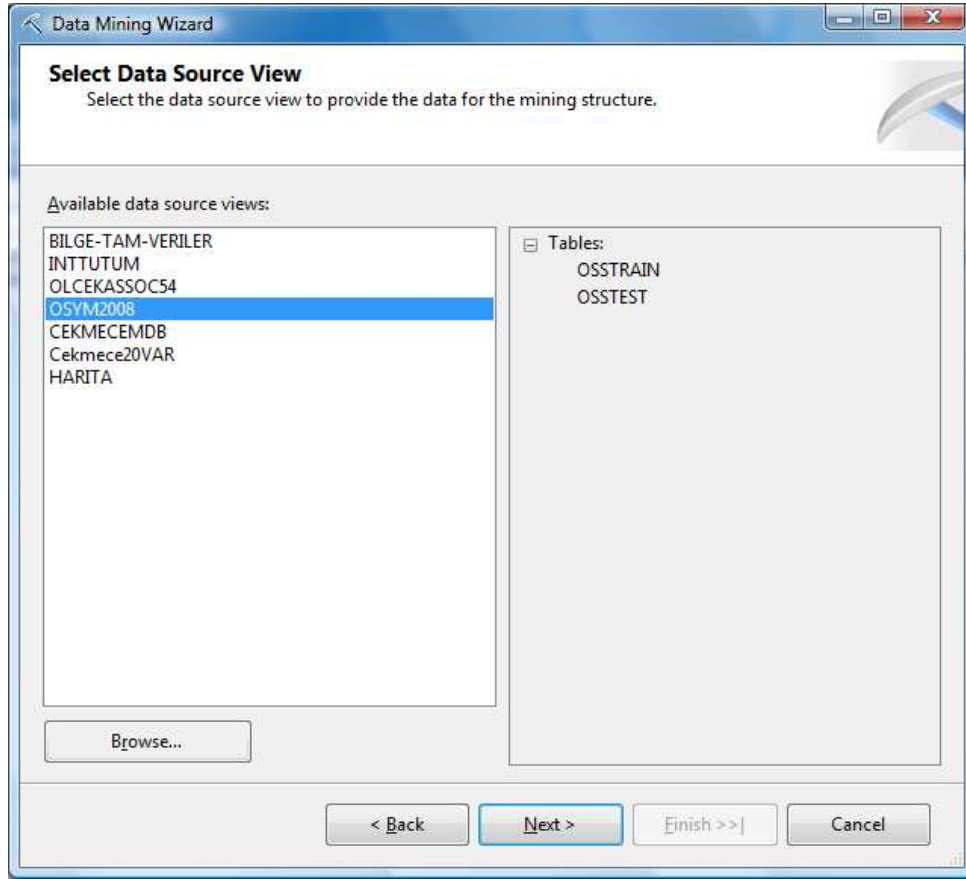 Data Mining Wizard
Select Data Source View
Select the data source view to provide the data for the mining structure.
Available data source views:
BILGE-TAM-VERILER
INTTUTUM
OLCEKASSOC54
OSYM2008
CEKMECEMDB
Cekmece20VAR
HARITA
Tables:
OSSTRAIN
OSSTEST
Browse...
< Back
Next >
Finish >>|
Cancel